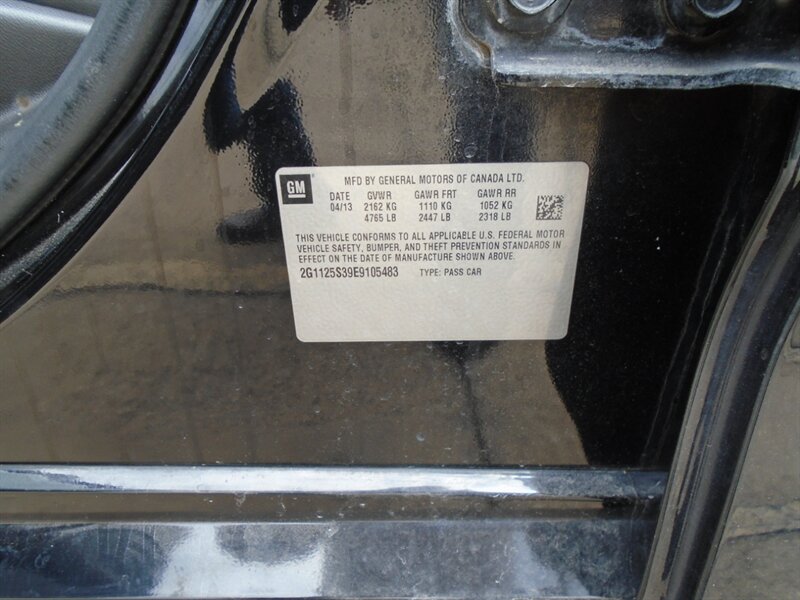 GM
MFD BY GENERAL MOTORS OF CANADA LTD.
DATE GVWR GAWR FRT GAWR RR
04/13 2162 KG 1110 KG 1052 KG
4765 LB 2447 LB 2318 LB
THIS VEHICLE CONFORMS TO ALL APPLICABLE U.S. FEDERAL MOTOR
VEHICLE SAFETY, BUMPER, AND THEFT PREVENTION STANDARDS IN
EFFECT ON THE DATE OF MANUFACTURE SHOWN ABOVE.
2G1125S39E9105483 TYPE: PASS CAR